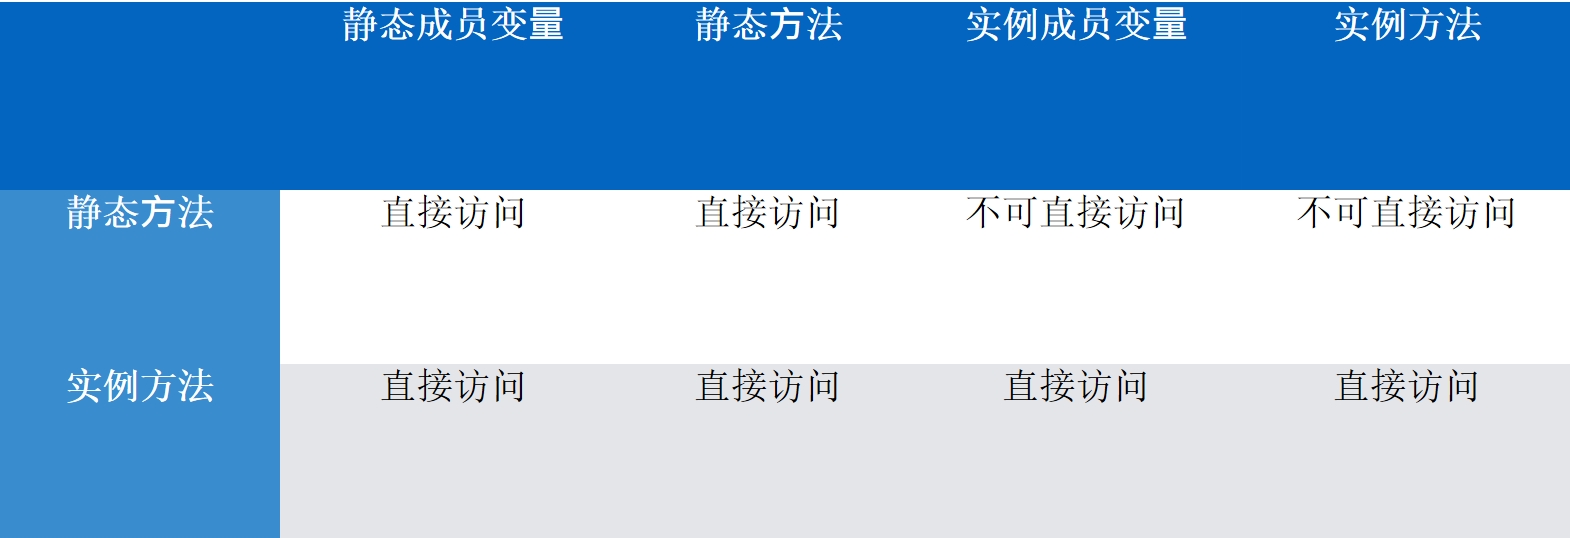 静态成员变量 静态方法 实例成员变量 实例方法
静态方法 直接访问 直接访问 不可直接访问 不可直接访问
实例方法 直接访问 直接访问 直接访问 直接访问